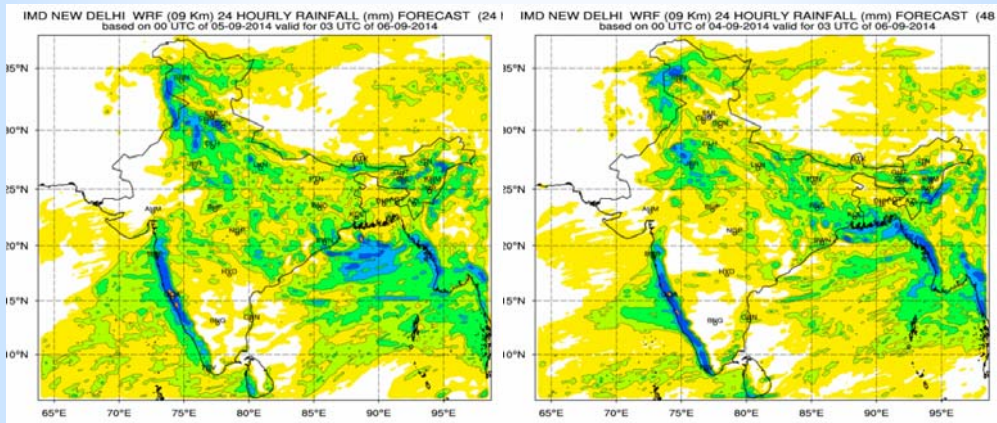 IMD NEW DELHI WRF (09 Km) 24 HOURLY RAINFALL (mm) FORECAST (24
based on 00 UTC of 05-09-2014 valid for 03 UTC of 06-09-2014
35°N
30°N
25°N
20°N
15°N
10°N
LKN
PTN
AHM
NGP
HYD
BNG
CHN
65°E 70°E 75°E 80°E 85°E 90°E 95°E
IMD NEW DELHI WRF (09 Km) 24 HOURLY RAINFALL (mm) FORECAST (48
based on 00 UTC of 04-09-2014 valid for 03 UTC of 06-09-2014
35°N
30°N
25°N
20°N
15°N
10°N
LKN
PTN
AHM
NGP
HYD
BNG
65°E 70°E 75°E 80°E 85°E 90°E 95°E